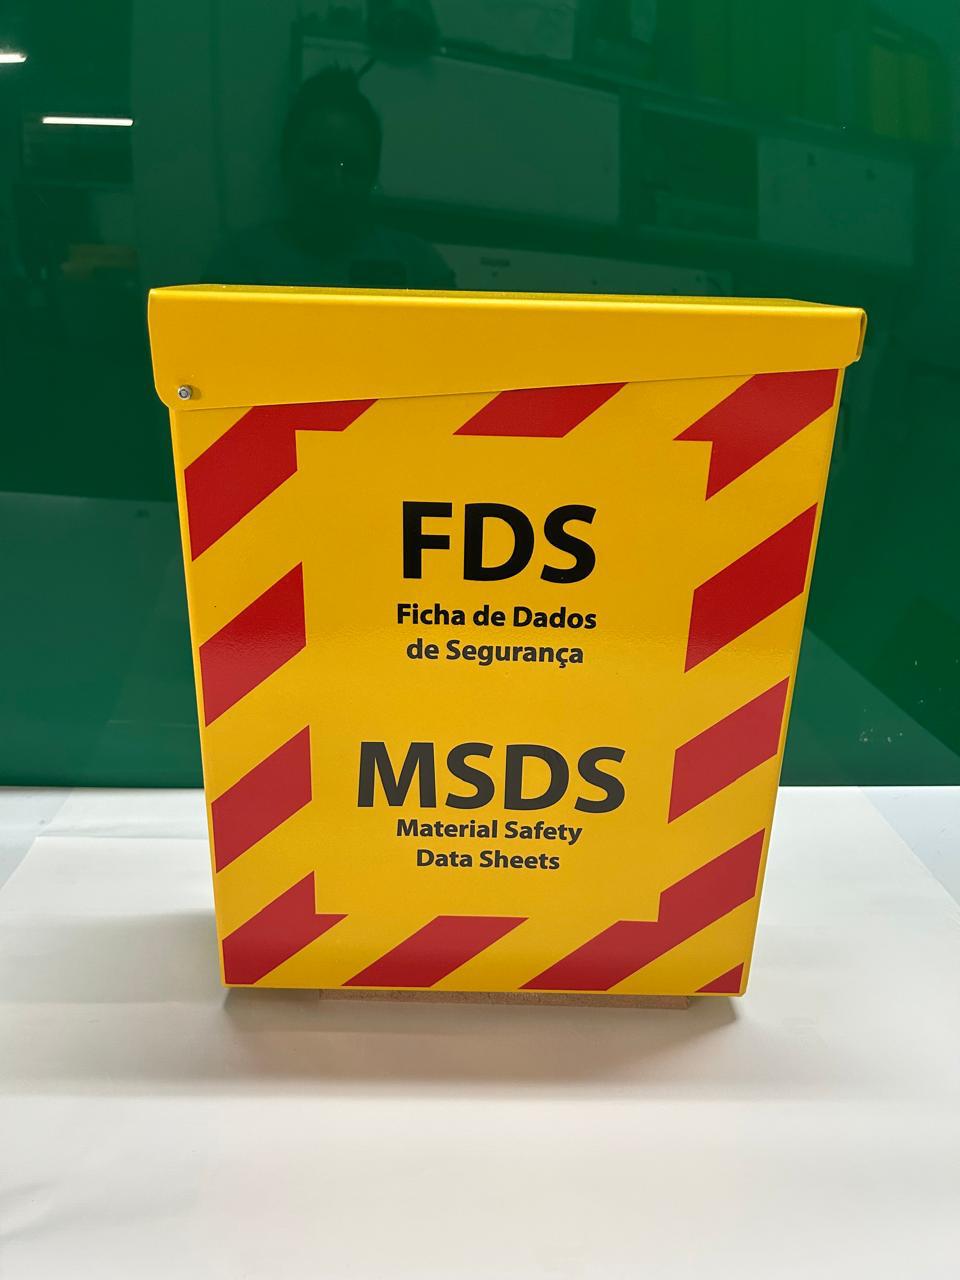 FDS
Ficha de Dados
de Segurança
MSDS
Material Safety
Data Sheets